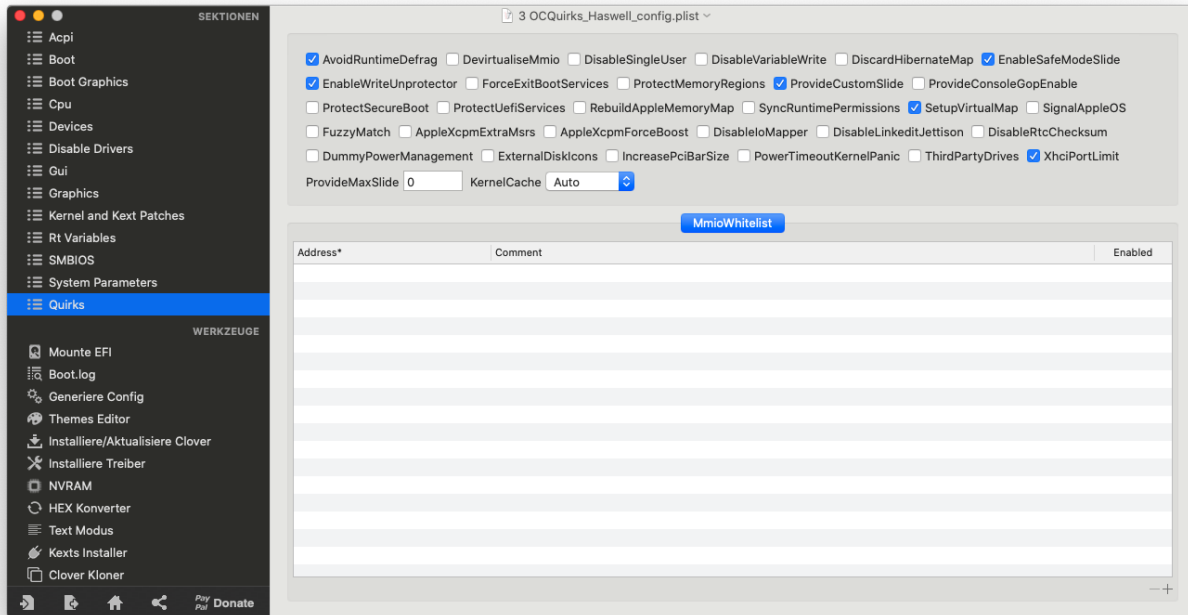 SEKTIONEN
3 OCQuirks_Haswell_config.plist
Acpi
Boot
Boot Graphics
Cpu
Devices
Disable Drivers
Gui
Graphics
Kernel and Kext Patches
Rt Variables
SMBIOS
System Parameters
Quirks
WERKZEUGE
Mounte EFI
Boot.log
Generiere Config
Themes Editor
Installiere/Aktualisiere Clover
Installiere Treiber
NVRAM
HEX Konverter
Text Modus
Kexts Installer
Clover Kloner
Pay Pal Donate
AvoidRuntimeDefrag DevirtualiseMmio DisableSingleUser DisableVariableWrite DiscardHibernateMap EnableSafeModeSlide
EnableWriteUnprotector ForceExitBootServices ProtectMemoryRegions ProvideCustomSlide ProvideConsoleGopEnable
ProtectSecureBoot ProtectUefiServices RebuildAppleMemoryMap SyncRuntimePermissions SetupVirtualMap SignalAppleOS
FuzzyMatch AppleXcpmExtraMsrs AppleXcpmForceBoost DisableIoMapper DisableLinkeditJettison DisableRtcChecksum
DummyPowerManagement ExternalDiskIcons IncreasePciBarSize PowerTimeoutKernelPanic ThirdPartyDrives XhciPortLimit
ProvideMaxSlide 0 KernelCache Auto
MmioWhitelist
Address* Comment Enabled